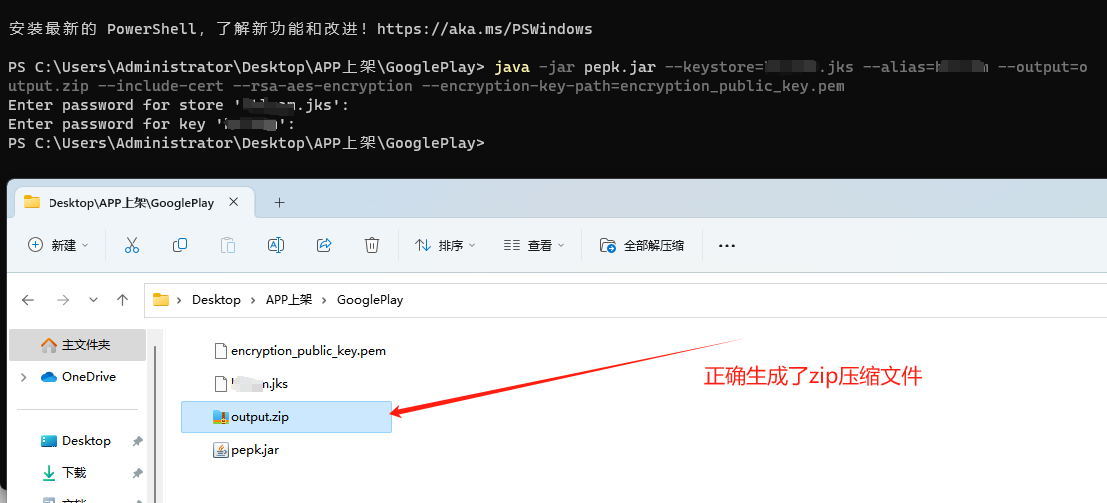 安装最新的 PowerShell，了解新功能和改进！https://aka.ms/PSWindows
PS C:\Users\Administrator\Desktop\APP上架\GooglePlay> java -jar pepk.jar --keystore= .jks --alias= --output=o
utput.zip --include-cert --rsa-aes-encryption --encryption-key-path=encryption_public_key.pem
Enter password for store ' .jks':
Enter password for key ' ':
PS C:\Users\Administrator\Desktop\APP上架\GooglePlay>
Desktop\APP上架\GooglePlay
新建
排序
查看
全部解压缩
Desktop
APP上架
GooglePlay
主文件夹
OneDrive
Desktop
下载
encryption_public_key.pem
.jks
output.zip
pepk.jar
正确生成了zip压缩文件